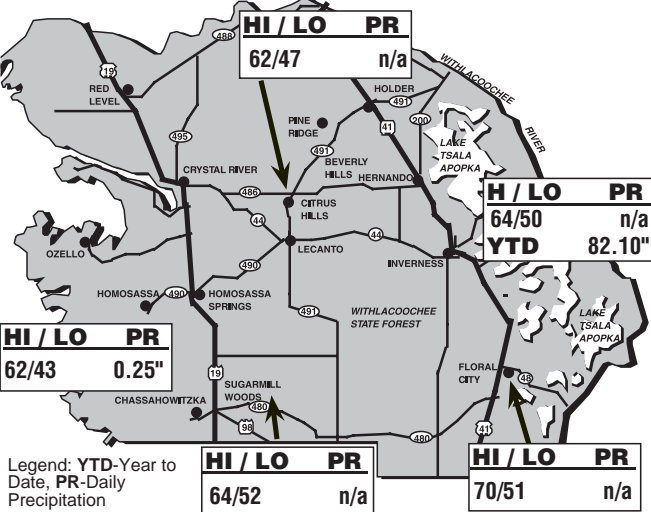 HI / LO PR
62/47 n/a
488
WITHLACOOCHEE
RIVER
19
RED
LEVEL
HOLDER
491
PINE
RIDGE
41
200
495
491
LAKE
TSALA
APOPKA
BEVERLY
HILLS
CRYSTAL RIVER
HERNANDO
486
HI / LO PR
64/50 n/a
YTD 82.10"
CITRUS
HILLS
44
44
OZELLO
LECANTO
INVERNESS
490
HOMOSASSA
490
HOMOSASSA
SPRINGS
491
WITHLACOOCHEE
STATE FOREST
LAKE
TSALA
APOPKA
HI / LO PR
62/43 0.25"
19
FLORAL
CITY
48
SUGARMILL
WOODS
CHASSAHOWITZKA
480
98
480
41
Legend: YTD-Year to
Date, PR-Daily
Precipitation
HI / LO PR
64/52 n/a
HI / LO PR
70/51 n/a